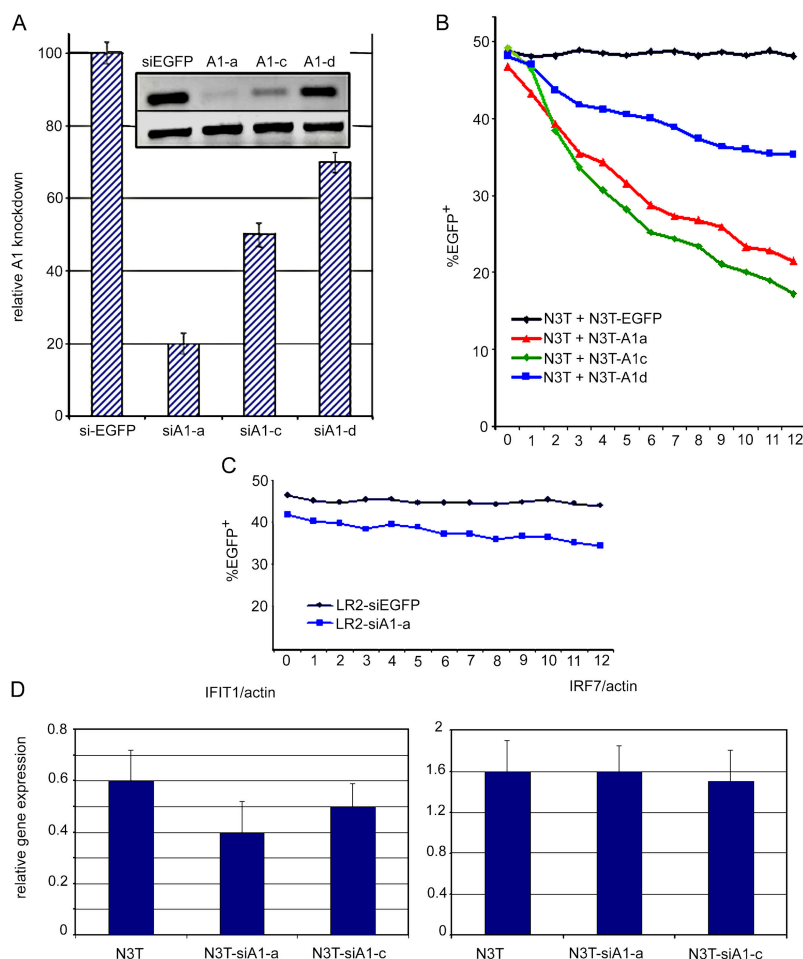 A
relative A1 knockdown
100
80
60
40
20
0
siEGFP A1-a A1-c A1-d
si-EGFP siA1-a siA1-c siA1-d
B
%EGFP+
50
40
30
20
50
0
N3T + N3T-EGFP
N3T + N3T-A1a
N3T + N3T-A1c
N3T + N3T-A1d
0 1 2 3 4 5 6 7 8 9 10 11 12
C
%EGFP+
50
40
30
20
LR2-siEGFP
LR2-siA1-a
0 1 2 3 4 5 6 7 8 9 10 11 12
D
IFIT1/actin
relative gene expression
0.8
0.6
0.4
0.2
0
N3T N3T-siA1-a N3T-siA1-c
IRF7/actin
2
1.6
1.2
0.8
0.4
0
N3T N3T-siA1-a N3T-siA1-c